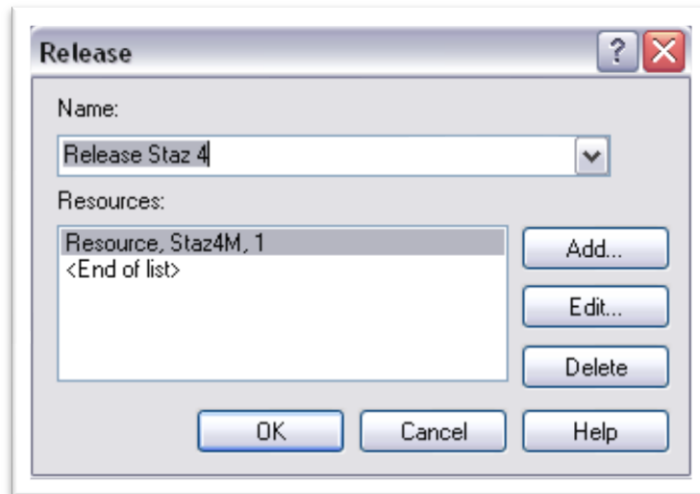 Release
Name:
Release Staz 4
Resources:
Resource, Staz4M, 1
<End of list>
Add...
Edit...
Delete
OK
Cancel
Help